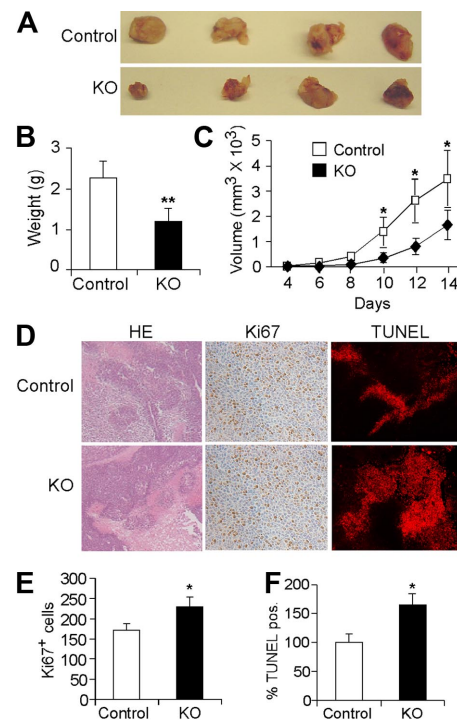 A
Control
KO
B
Weight (g)
3
2
1
0
**
Control
KO
C
Volume (mm³ X 10³)
5
4
3
2
1
0
Control
KO
*
*
*
4
6
8
10
12
14
Days
D
HE
Ki67
TUNEL
Control
KO
E
Ki67⁺ cells
300
250
200
150
100
50
0
*
Control
KO
F
% TUNEL pos.
200
150
100
50
0
*
Control
KO